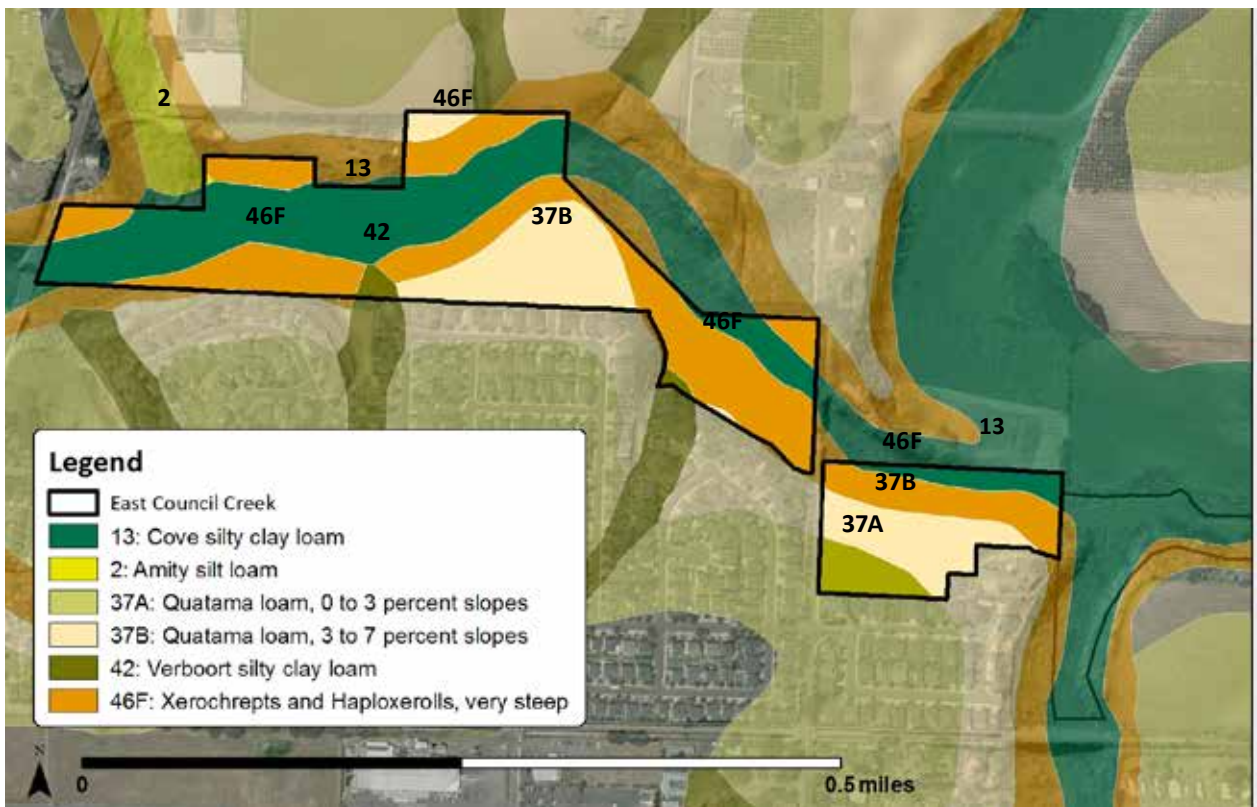 2
46F
13
46F
42
37B
46F
46F
13
37B
37A
Legend
East Council Creek
13: Cove silty clay loam
2: Amity silt loam
37A: Quatama loam, 0 to 3 percent slopes
37B: Quatama loam, 3 to 7 percent slopes
42: Verboort silty clay loam
46F: Xerochrepts and Haploxerolls, very steep
N
0
0.5 miles